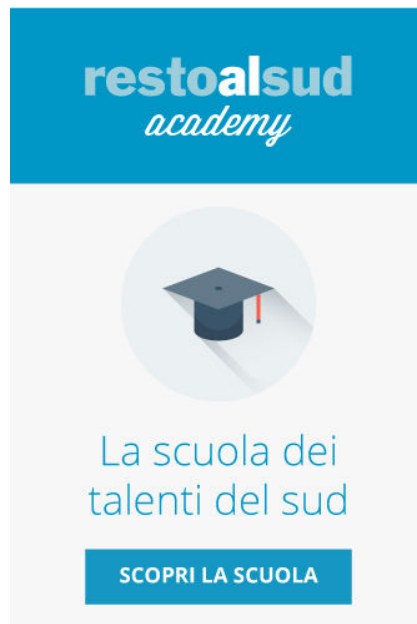 restoalsud
academy
La scuola dei
talenti del sud
SCOPRI LA SCUOLA